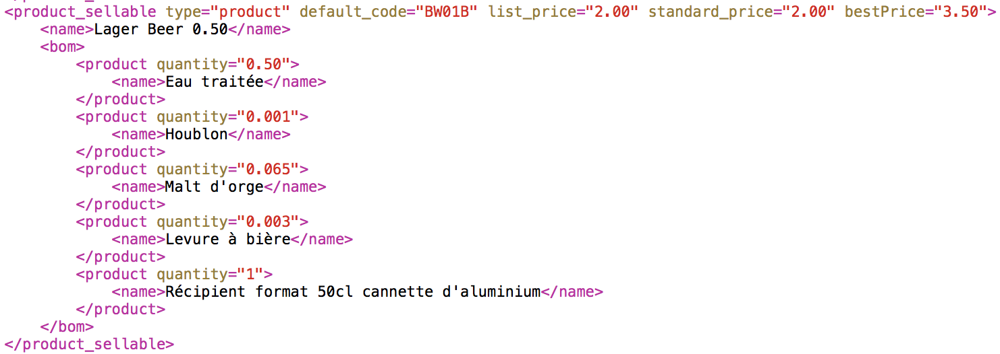 <product_sellable type="product" default_code="BW01B" list_price="2.00" standard_price="2.00" bestPrice="3.50">
    <name>Lager Beer 0.50</name>
    <bom>
        <product quantity="0.50">
            <name>Eau traitée</name>
        </product>
        <product quantity="0.001">
            <name>Houblon</name>
        </product>
        <product quantity="0.065">
            <name>Malt d'orge</name>
        </product>
        <product quantity="0.003">
            <name>Levure à bière</name>
        </product>
        <product quantity="1">
            <name>Récipient format 50cl cannette d'aluminium</name>
        </product>
    </bom>
</product_sellable>